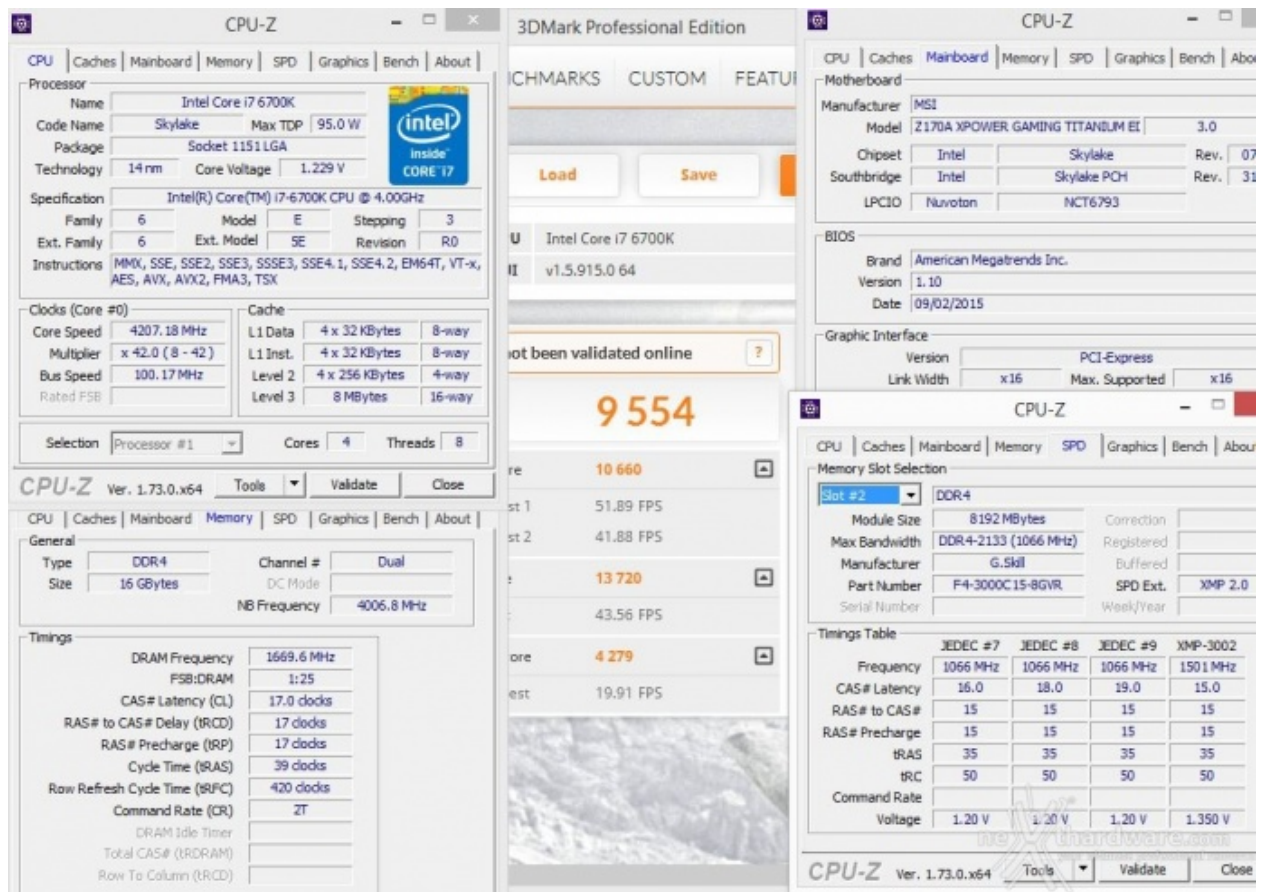 CPU-Z
CPU Caches Mainboard Memory SPD Graphics Bench About
Processor
Name Intel Core i7 6700K
Code Name Skylake Max TDP 95.0 W
Package Socket 1151 LGA
Technology 14 nm Core Voltage 1.229 V
intel
inside
CORE i7
Specification Intel(R) Core(TM) i7-6700K CPU @ 4.00GHz
Family 6 Model E Stepping 3
Ext. Family 6 Ext. Model 5E Revision R0
Instructions MMX, SSE, SSE2, SSE3, SSSE3, SSE4.1, SSE4.2, EM64T, VT-x,
AES, AVX, AVX2, FMA3, TSX
Clocks (Core #0)
Core Speed 4207.18 MHz
Multiplier x 42.0 ( 8 - 42 )
Bus Speed 100.17 MHz
Rated FSB
Cache
L1 Data 4 x 32 KBytes 8-way
L1 Inst. 4 x 32 KBytes 8-way
Level 2 4 x 256 KBytes 4-way
Level 3 8 MBytes 16-way
Selection Processor #1 Cores 4 Threads 8
CPU-Z Ver. 1.73.0.x64 Tools Validate Close
CPU Caches Mainboard Memory SPD Graphics Bench About
General
Type DDR4 Channel # Dual
Size 16 GBytes DC Mode
NB Frequency 4006.8 MHz
Timings
DRAM Frequency 1669.6 MHz
FSB:DRAM 1:25
CAS# Latency (CL) 17.0 clocks
RAS# to CAS# Delay (tRCD) 17 clocks
RAS# Precharge (tRP) 17 clocks
Cycle Time (tRAS) 39 clocks
Row Refresh Cycle Time (tRFC) 420 clocks
Command Rate (CR) 2T
DRAM Idle Timer
Total CAS# (tRDRAM)
Row To Column (tRCD)
3DMark Professional Edition
CHMARKS CUSTOM FEATU
Load Save
U Intel Core i7 6700K
UI v1.5.915.0 64
not been validated online ?
9 554
re 10 660
st 1 51.89 FPS
st 2 41.88 FPS
13 720
43.56 FPS
ore 4 279
est 19.91 FPS
CPU-Z
CPU Caches Mainboard Memory SPD Graphics Bench Abou
Motherboard
Manufacturer MSI
Model Z170A XPOWER GAMING TITANIUM EI 3.0
Chipset Intel Skylake Rev. 07
Southbridge Intel Skylake PCH Rev. 31
LPCIO Nuvoton NCT6793
BIOS
Brand American Megatrends Inc.
Version 1.10
Date 09/02/2015
Graphic Interface
Version PCI-Express
Link Width x16 Max. Supported x16
CPU-Z
CPU Caches Mainboard Memory SPD Graphics Bench Abou
Memory Slot Selection
Slot #2 DDR4
Module Size 8192 MBytes Correction
Max Bandwidth DDR4-2133 (1066 MHz) Registered
Manufacturer G.Skill Buffered
Part Number F4-3000C15-8GVR SPD Ext. XMP 2.0
Serial Number Week/Year
Timings Table
JEDEC #7 JEDEC #8 JEDEC #9 XMP-3002
Frequency 1066 MHz 1066 MHz 1066 MHz 1501 MHz
CAS# Latency 16.0 18.0 19.0 15.0
RAS# to CAS# 15 15 15 15
RAS# Precharge 15 15 15 15
tRAS 35 35 35 35
tRC 50 50 50 50
Command Rate
Voltage 1.20 V 1.20 V 1.20 V 1.350 V
nexthardware.com
CPU-Z Ver. 1.73.0.x64 Tools Validate Close